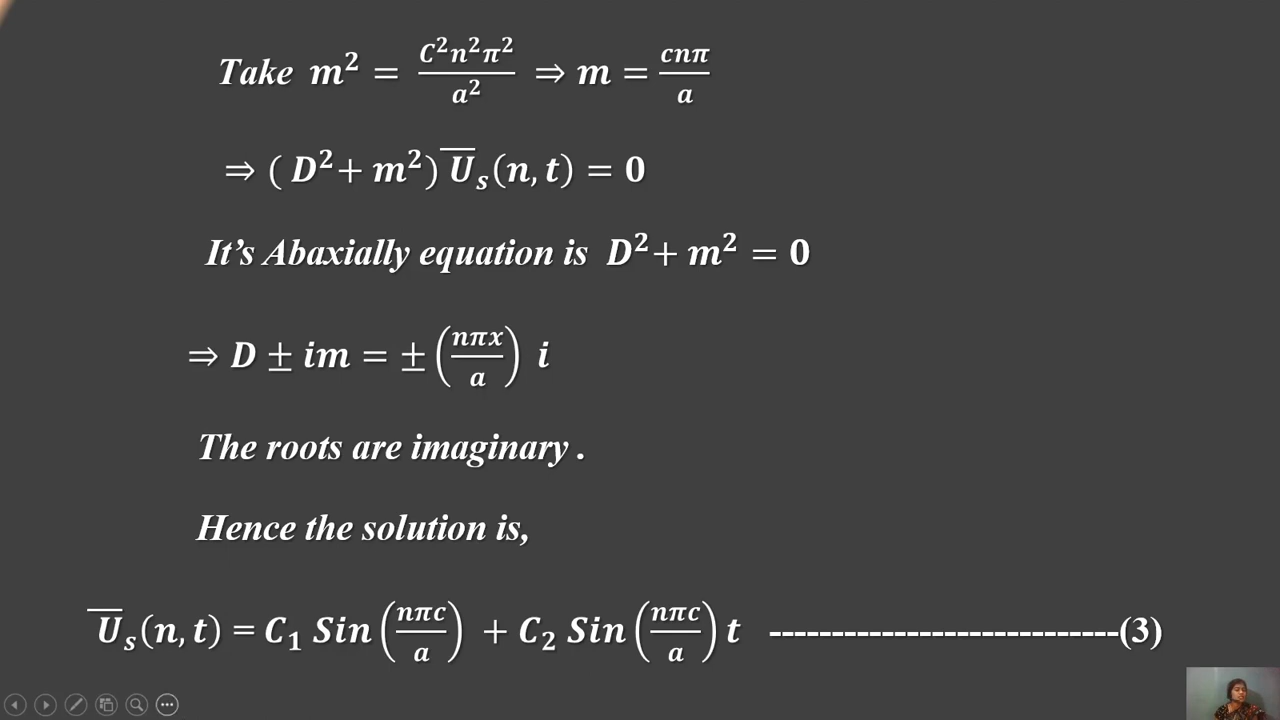 Take m² = C²n²π²/a² ⇒ m = cnπ/a
⇒ ( D²+ m²) U̅ₛ(n, t) = 0
It’s Abaxially equation is D²+ m² = 0
⇒ D ± im = ± (nπx/a) i
The roots are imaginary .
Hence the solution is,
U̅ₛ(n, t) = C₁ Sin (nπc/a) + C₂ Sin (nπc/a) t ----------------------------(3)